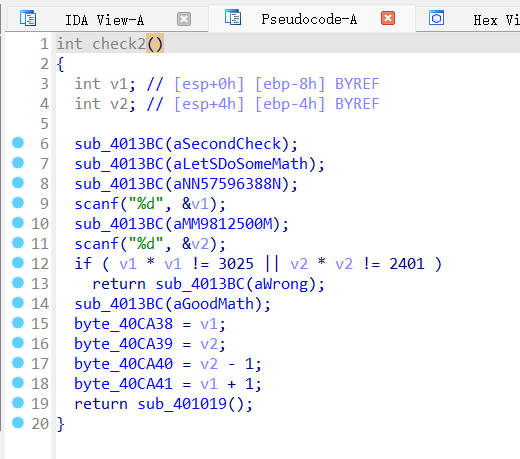 IDA View-A Pseudocode-A Hex Vi
1 int check2()
2 {
3 int v1; // [esp+0h] [ebp-8h] BYREF
4 int v2; // [esp+4h] [ebp-4h] BYREF
5
6 sub_4013BC(aSecondCheck);
7 sub_4013BC(aLetSDoSomeMath);
8 sub_4013BC(aNN57596388N);
9 scanf("%d", &v1);
10 sub_4013BC(aMM9812500M);
11 scanf("%d", &v2);
12 if ( v1 * v1 != 3025 || v2 * v2 != 2401 )
13 return sub_4013BC(aWrong);
14 sub_4013BC(aGoodMath);
15 byte_40CA38 = v1;
16 byte_40CA39 = v2;
17 byte_40CA40 = v2 - 1;
18 byte_40CA41 = v1 + 1;
19 return sub_401019();
20 }